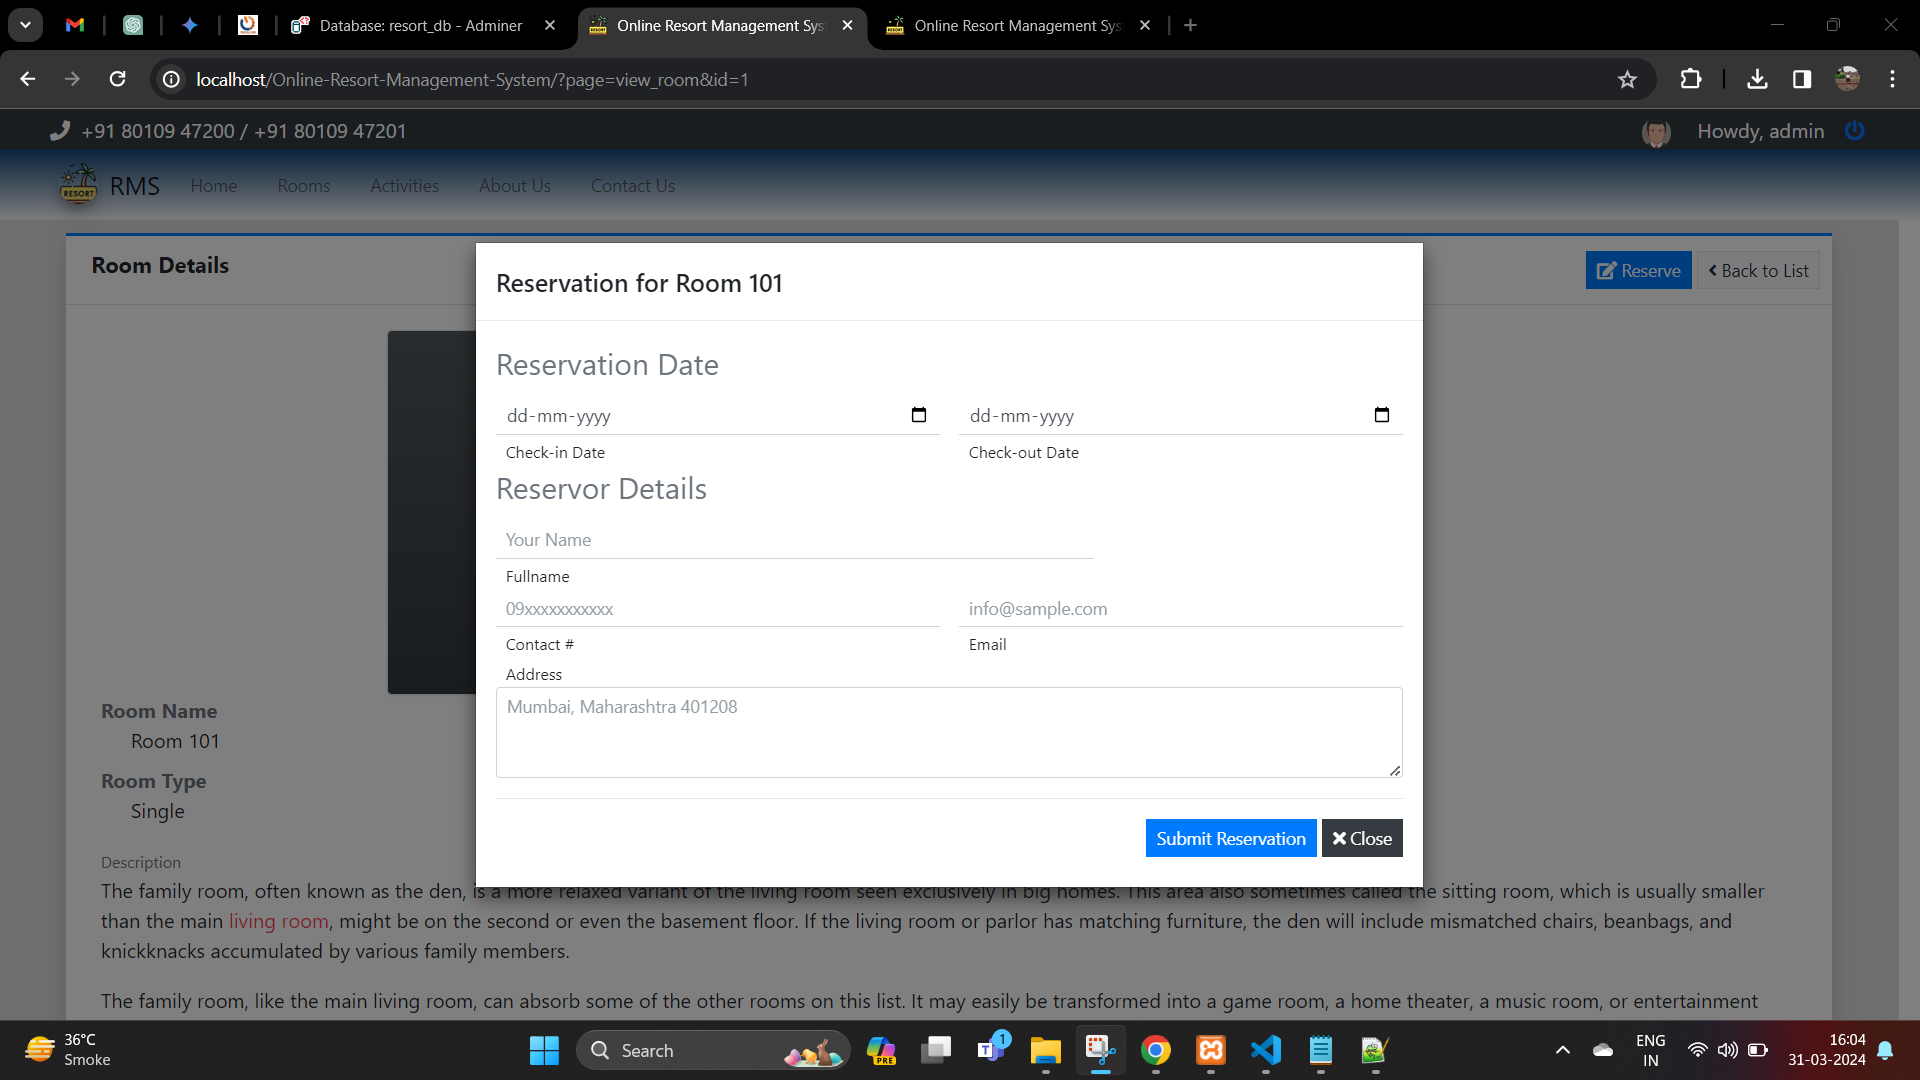 Database: resort_db - Adminer
Online Resort Management Sys
Online Resort Management Sys
localhost/Online-Resort-Management-System/?page=view_room&id=1
+91 80109 47200 / +91 80109 47201
Howdy, admin
RESORT
RMS
Home
Rooms
Activities
About Us
Contact Us
Room Details
Reserve
Back to List
Reservation for Room 101
Reservation Date
dd-mm-yyyy
dd-mm-yyyy
Check-in Date
Check-out Date
Reservor Details
Your Name
Fullname
09xxxxxxxxxxx
info@sample.com
Contact #
Email
Address
Mumbai, Maharashtra 401208
Submit Reservation
Close
Room Name
Room 101
Room Type
Single
Description
The family room, often known as the den, is a more relaxed variant of the living room seen exclusively in big homes. This area also sometimes called the sitting room, which is usually smaller
than the main living room, might be on the second or even the basement floor. If the living room or parlor has matching furniture, the den will include mismatched chairs, beanbags, and
knickknacks accumulated by various family members.
The family room, like the main living room, can absorb some of the other rooms on this list. It may easily be transformed into a game room, a home theater, a music room, or entertainment
36°C
Smoke
Search
PRE
1
ENG
IN
16:04
31-03-2024